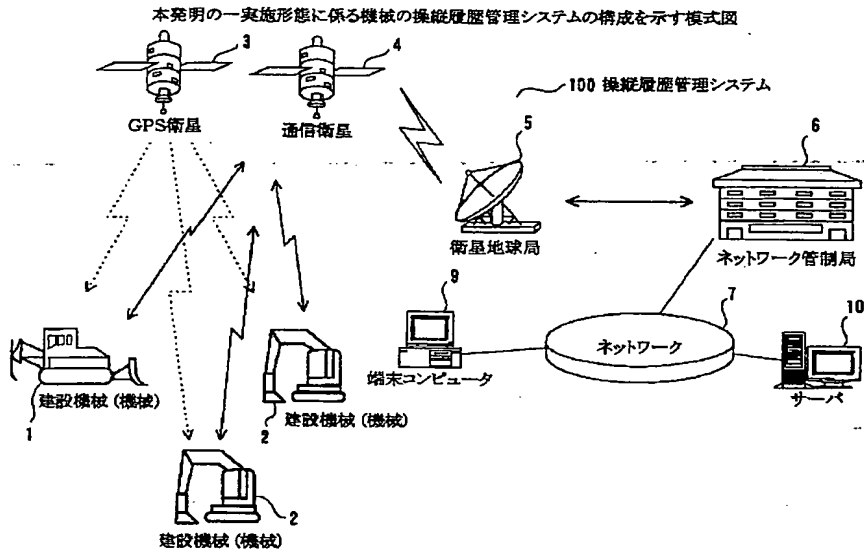 本発明の一実施形態に係る機械の操縦履歴管理システムの構成を示す模式図
3
4
GPS衛星
通信衛星
100 操縦履歴管理システム
5
6
衛星地球局
ネットワーク管制局
9
7
10
ネットワーク
端末コンピュータ
サーバ
建設機械(機械)
1
2
建設機械(機械)
2
建設機械(機械)